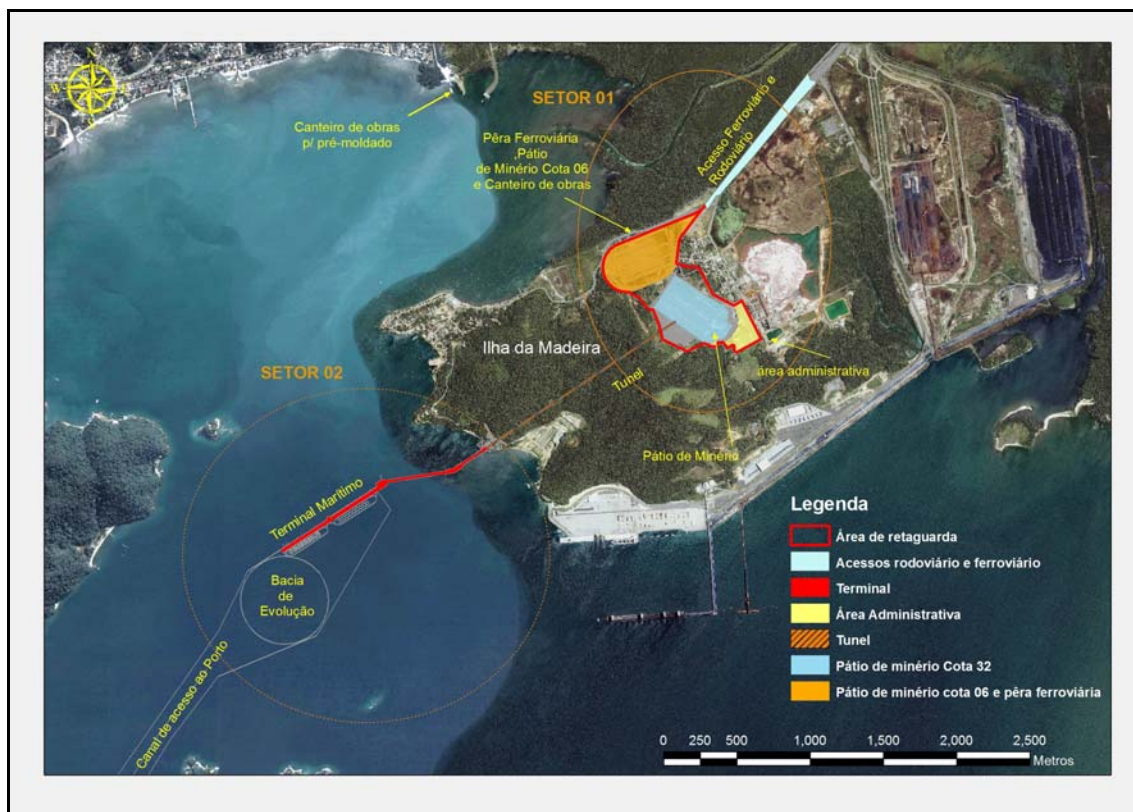 N
W
E
S
SETOR 01
Canteiro de obras
p/ pré-moldado
Pêra Ferroviária
,Pátio
de Minério Cota 06
e Canteiro de obras
Acesso Ferroviário e
Rodoviário
Ilha da Madeira
Tunel
área administrativa
Pátio de Minério
SETOR 02
Terminal Marítimo
Bacia
de
Evolução
Canal de acesso ao Porto
Legenda
Área de retaguarda
Acessos rodoviário e ferroviário
Terminal
Área Administrativa
Tunel
Pátio de minério Cota 32
Pátio de minério cota 06 e pêra ferroviária
0 250 500 1,000 1,500 2,000 2,500
Metros